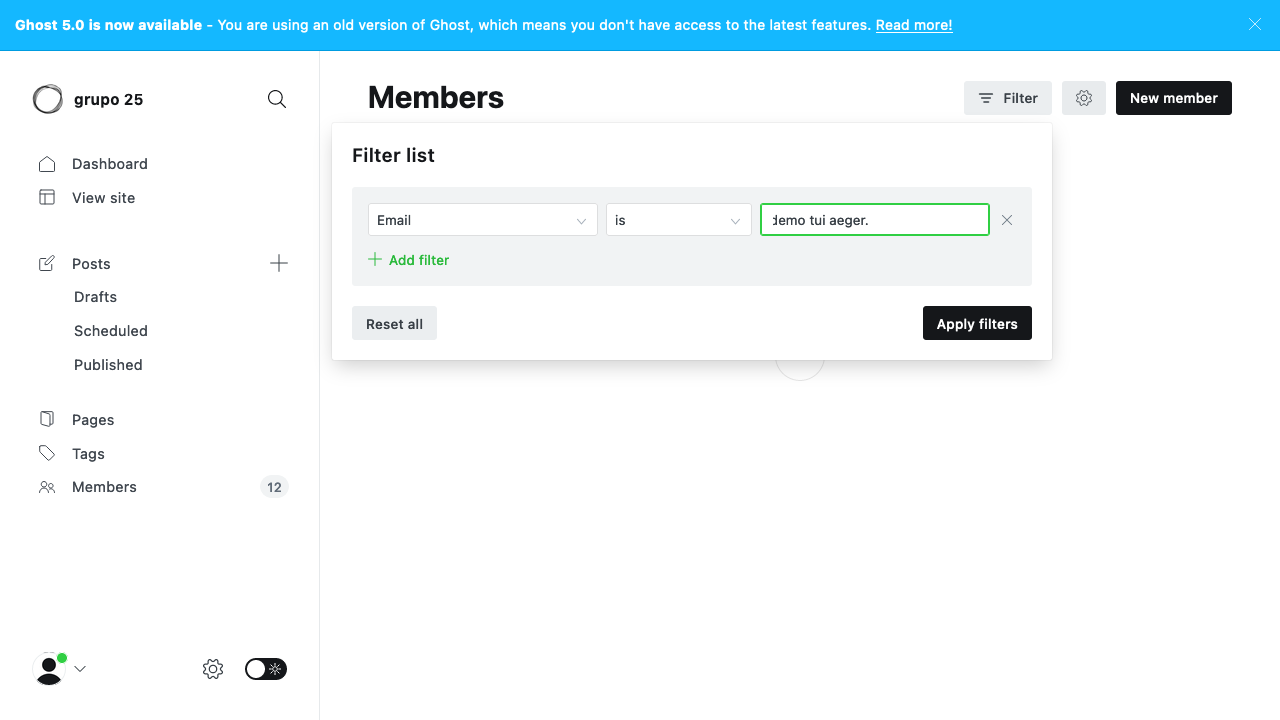 Ghost 5.0 is now available - You are using an old version of Ghost, which means you don't have access to the latest features. Read more!
grupo 25
Dashboard
View site
Posts
Drafts
Scheduled
Published
Pages
Tags
Members 12
Members
Filter
New member
Filter list
Email is demo tui aeger.
Add filter
Reset all
Apply filters